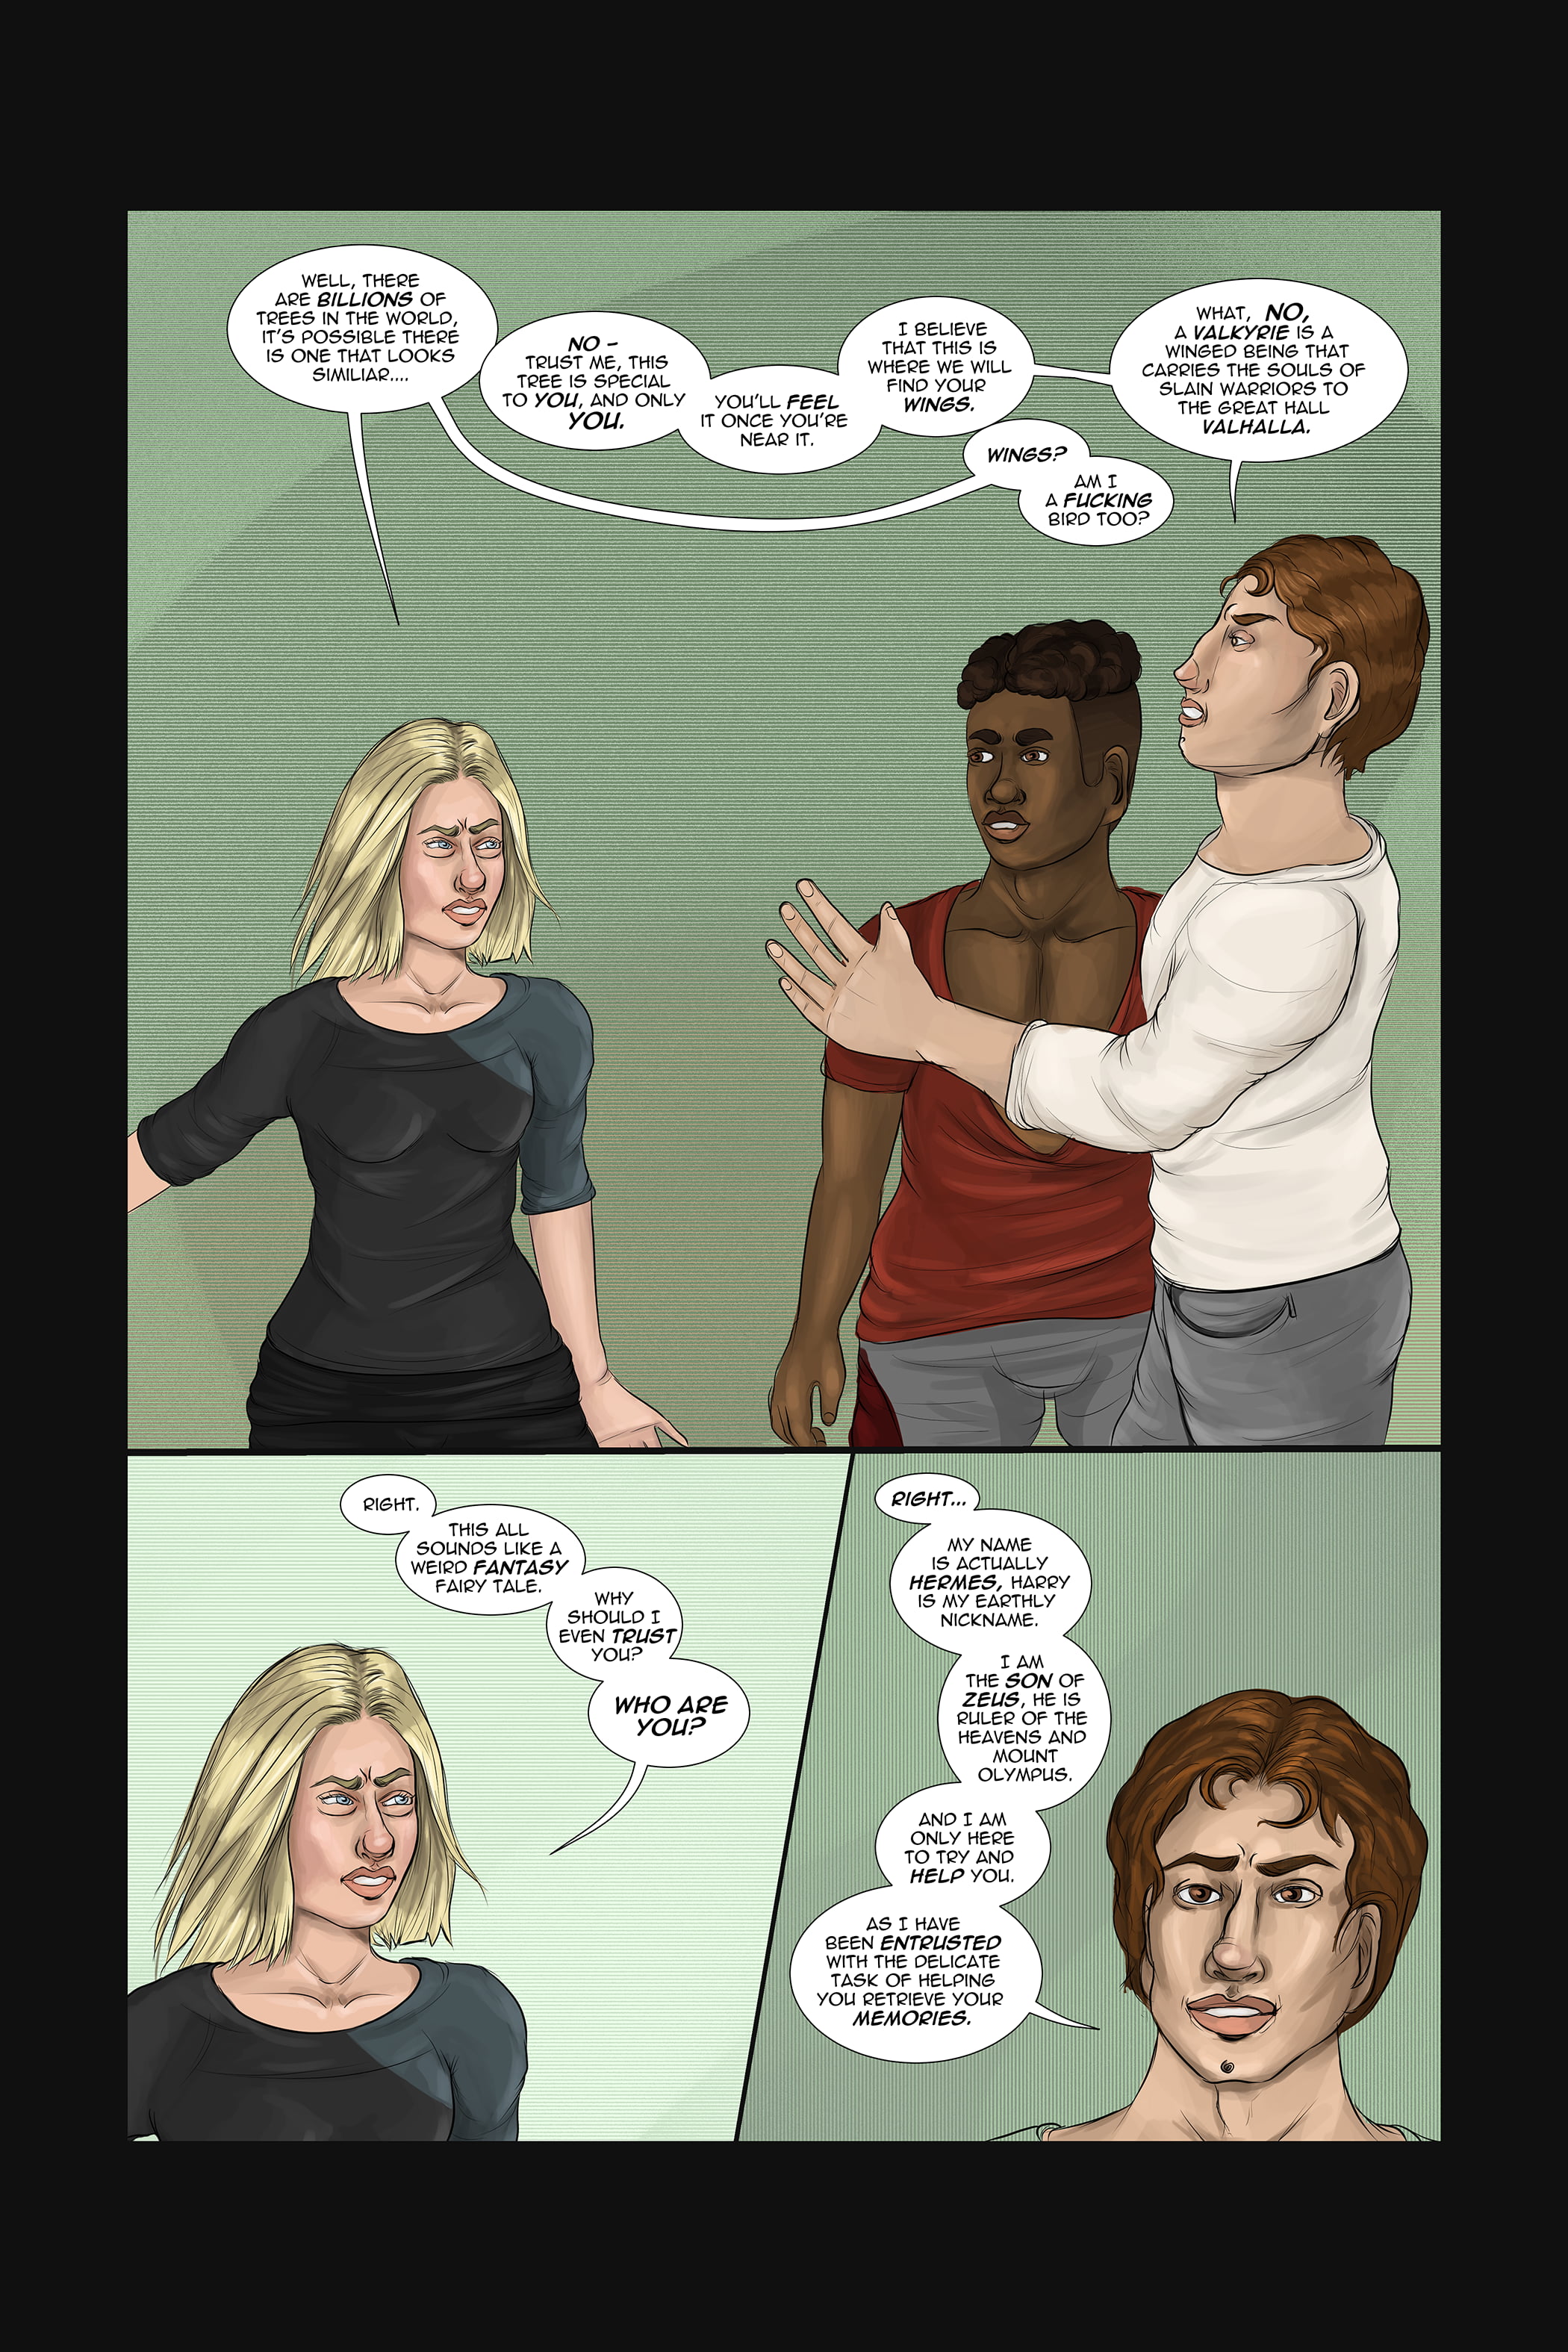 WELL, THERE
ARE BILLIONS OF
TREES IN THE WORLD,
IT'S POSSIBLE THERE
IS ONE THAT LOOKS
SIMILIAR....
NO -
TRUST ME, THIS
TREE IS SPECIAL
TO YOU, AND ONLY
YOU.
YOU'LL FEEL
IT ONCE YOU'RE
NEAR IT.
I BELIEVE
THAT THIS IS
WHERE WE WILL
FIND YOUR
WINGS.
WINGS?
AM I
A FUCKING
BIRD TOO?
WHAT, NO,
A VALKYRIE IS A
WINGED BEING THAT
CARRIES THE SOULS OF
SLAIN WARRIORS TO
THE GREAT HALL
VALHALLA.
RIGHT.
THIS ALL
SOUNDS LIKE A
WEIRD FANTASY
FAIRY TALE.
WHY
SHOULD I
EVEN TRUST
YOU?
WHO ARE
YOU?
RIGHT...
MY NAME
IS ACTUALLY
HERMES, HARRY
IS MY EARTHLY
NICKNAME.
I AM
THE SON OF
ZEUS, HE IS
RULER OF THE
HEAVENS AND
MOUNT
OLYMPUS.
AND I AM
ONLY HERE
TO TRY AND
HELP YOU.
AS I HAVE
BEEN ENTRUSTED
WITH THE DELICATE
TASK OF HELPING
YOU RETRIEVE YOUR
MEMORIES.